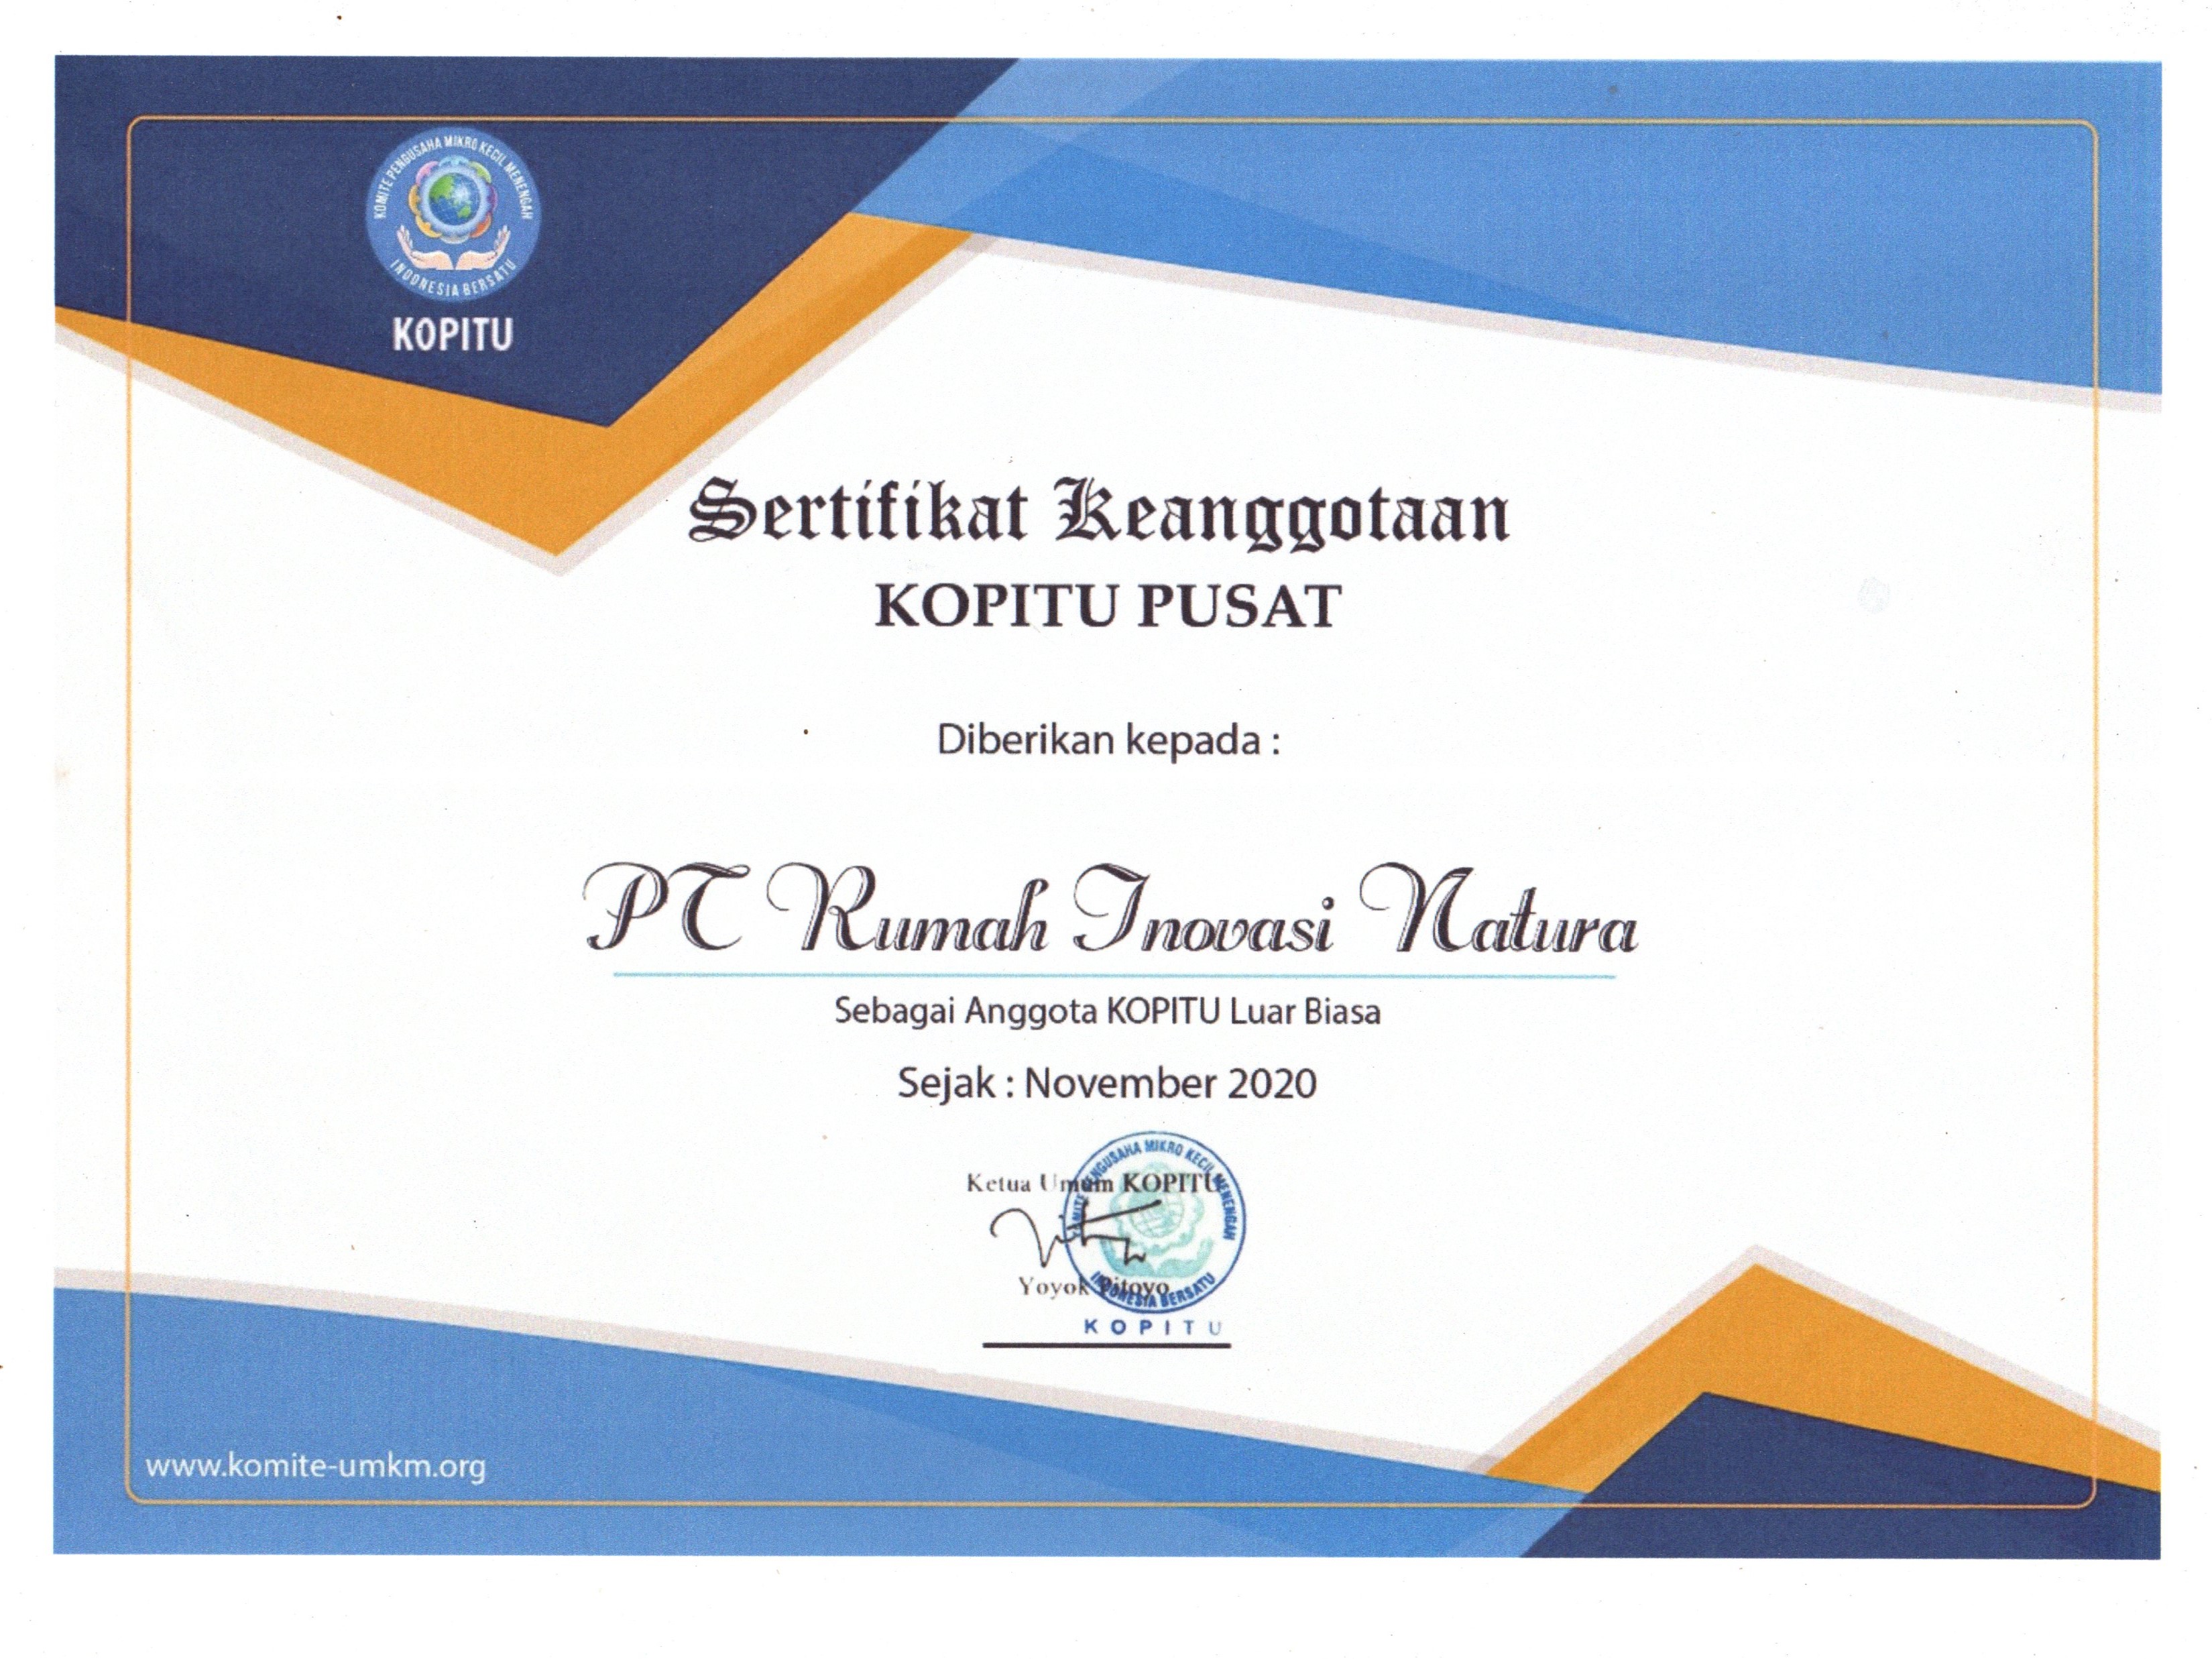 KOMITE PENGUSAHA MIKRO KECIL MENENGAH
INDONESIA BERSATU
KOPITU
Sertifikat Keanggotaan
KOPITU PUSAT
Diberikan kepada :
PT Rumah Inovasi Natura
Sebagai Anggota KOPITU Luar Biasa
Sejak : November 2020
Ketua Umum KOPITU
KOMITE PENGUSAHA MIKRO KECIL MENENGAH
INDONESIA BERSATU
Yoyok Pitoyo
KOPITU
www.komite-umkm.org